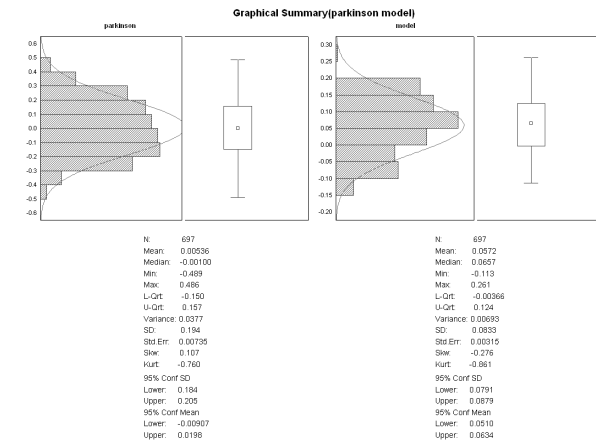 Graphical Summary(parkinson model)
parkinson
0.6
0.5
0.4
0.3
0.2
0.1
0.0
-0.1
-0.2
-0.3
-0.4
-0.5
-0.6
N: 697
Mean: 0.00536
Median: -0.00100
Min: -0.489
Max: 0.486
L-Qrt: -0.150
U-Qrt: 0.157
Variance: 0.0377
SD: 0.194
Std.Err: 0.00735
Skw: 0.107
Kurt: -0.760
95% Conf SD
Lower: 0.184
Upper: 0.205
95% Conf Mean
Lower: -0.00907
Upper: 0.0198
model
0.30
0.25
0.20
0.15
0.10
0.05
0.00
-0.05
-0.10
-0.15
-0.20
N: 697
Mean: 0.0572
Median: 0.0657
Min: -0.113
Max: 0.261
L-Qrt: -0.00366
U-Qrt: 0.124
Variance: 0.00693
SD: 0.0833
Std.Err: 0.00315
Skw: -0.276
Kurt: -0.861
95% Conf SD
Lower: 0.0791
Upper: 0.0879
95% Conf Mean
Lower: 0.0510
Upper: 0.0634